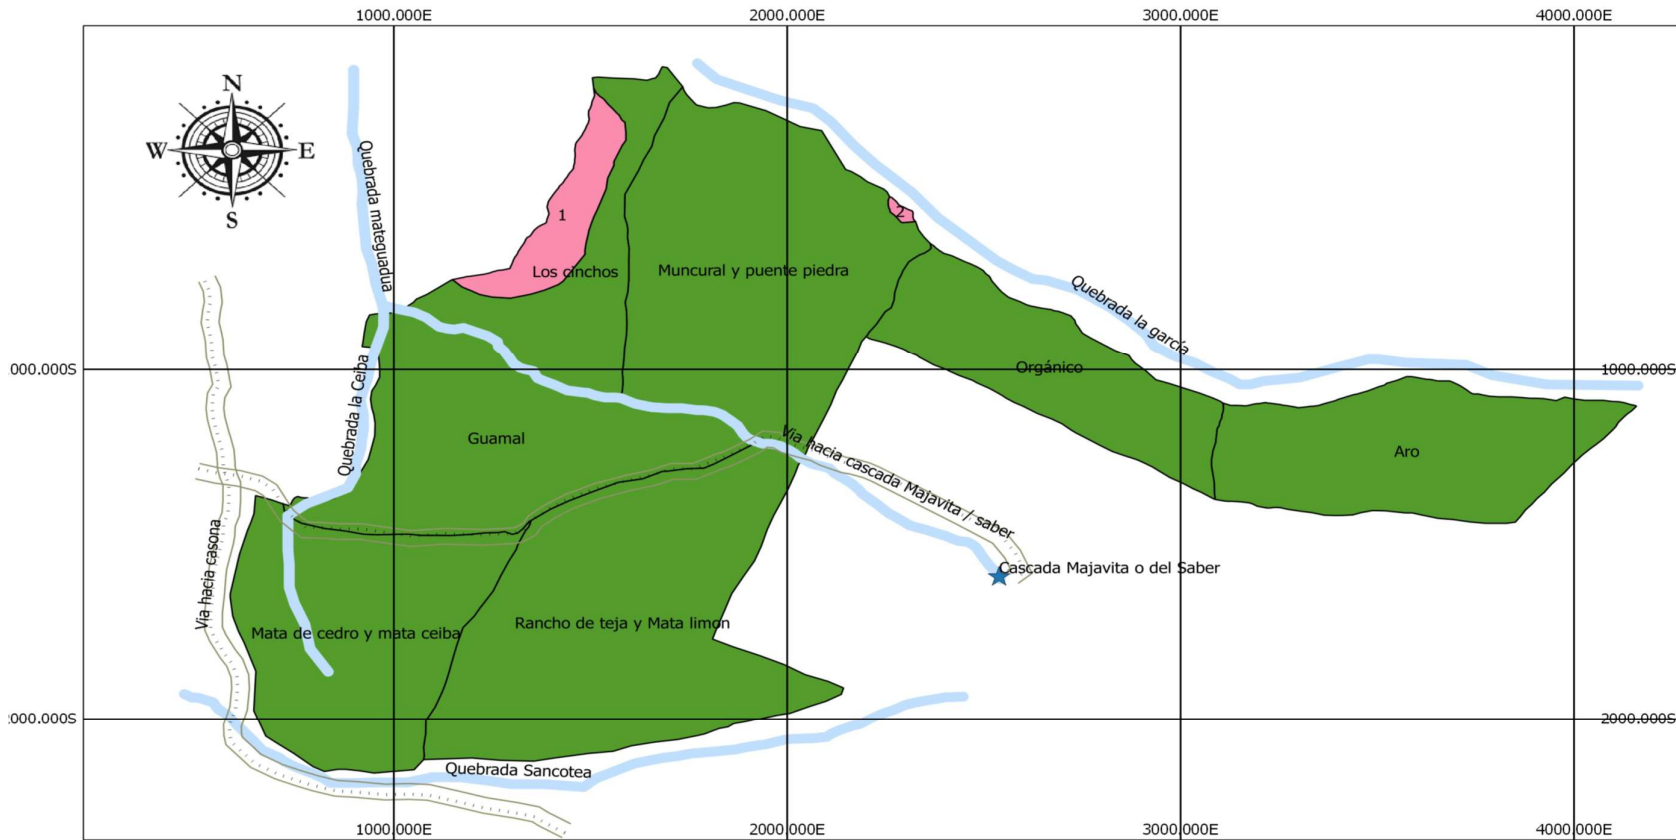 1000.000E 2000.000E 3000.000E 4000.000E
N
W E
S
Quebrada mateguadua
1
2
Los cinchos
Muncural y puente piedra
Quebrada la garcía
000.000S
1000.000S
Orgánico
Quebrada la Ceiba
Guamal
Via hacia cascada Majavita / saber
Aro
Via hacia casona
Cascada Majavita o del Saber
Mata de cedro y mata ceiba
Rancho de teja y Mata limon
2000.000S
2000.000S
Quebrada Sancotea
1000.000E 2000.000E 3000.000E 4000.000E